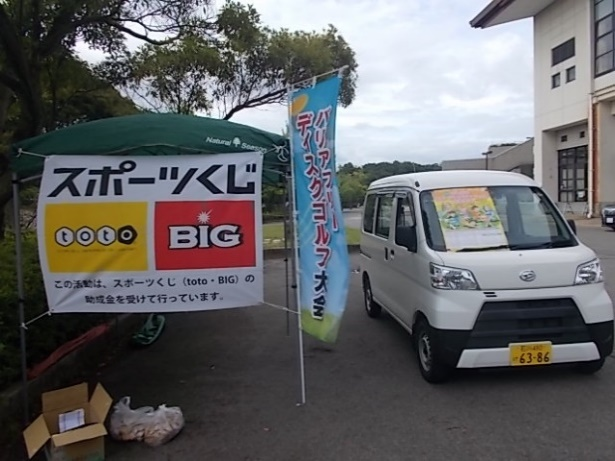 Natural Season
スポーツくじ
toto
BIG
この活動は、スポーツくじ（toto・BIG）の
助成金を受けて行っています。
バリアフリー
ディスクゴルフ大会
63-86